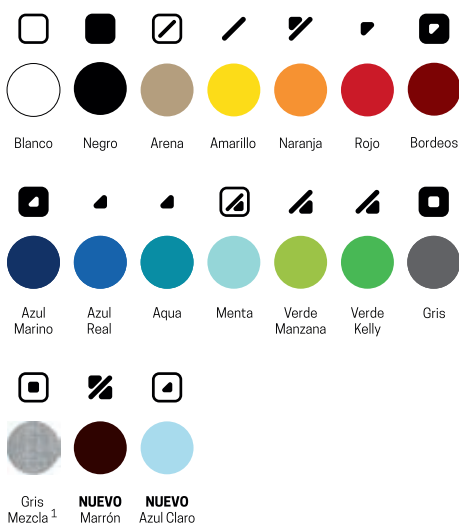 Blanco Negro Arena Amarillo Naranja Rojo Bordeos
Azul Azul Aqua Menta Verde Verde Gris
Marino Real Manzana Kelly
Gris NUEVO NUEVO
Mezcla 1 Marrón Azul Claro